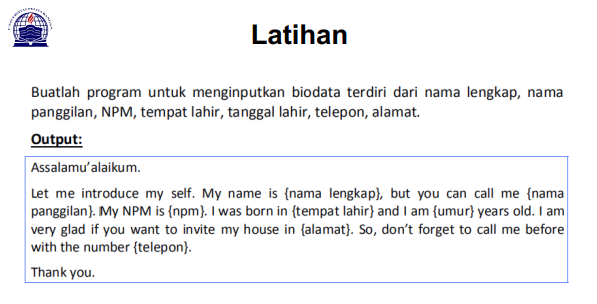 Latihan
Buatlah program untuk menginputkan biodata terdiri dari nama lengkap, nama
panggilan, NPM, tempat lahir, tanggal lahir, telepon, alamat.
Output:
Assalamu’alaikum.
Let me introduce my self. My name is {nama lengkap}, but you can call me {nama
panggilan}. My NPM is {npm}. I was born in {tempat lahir} and I am {umur} years old. I am
very glad if you want to invite my house in {alamat}. So, don’t forget to call me before
with the number {telepon}.
Thank you.